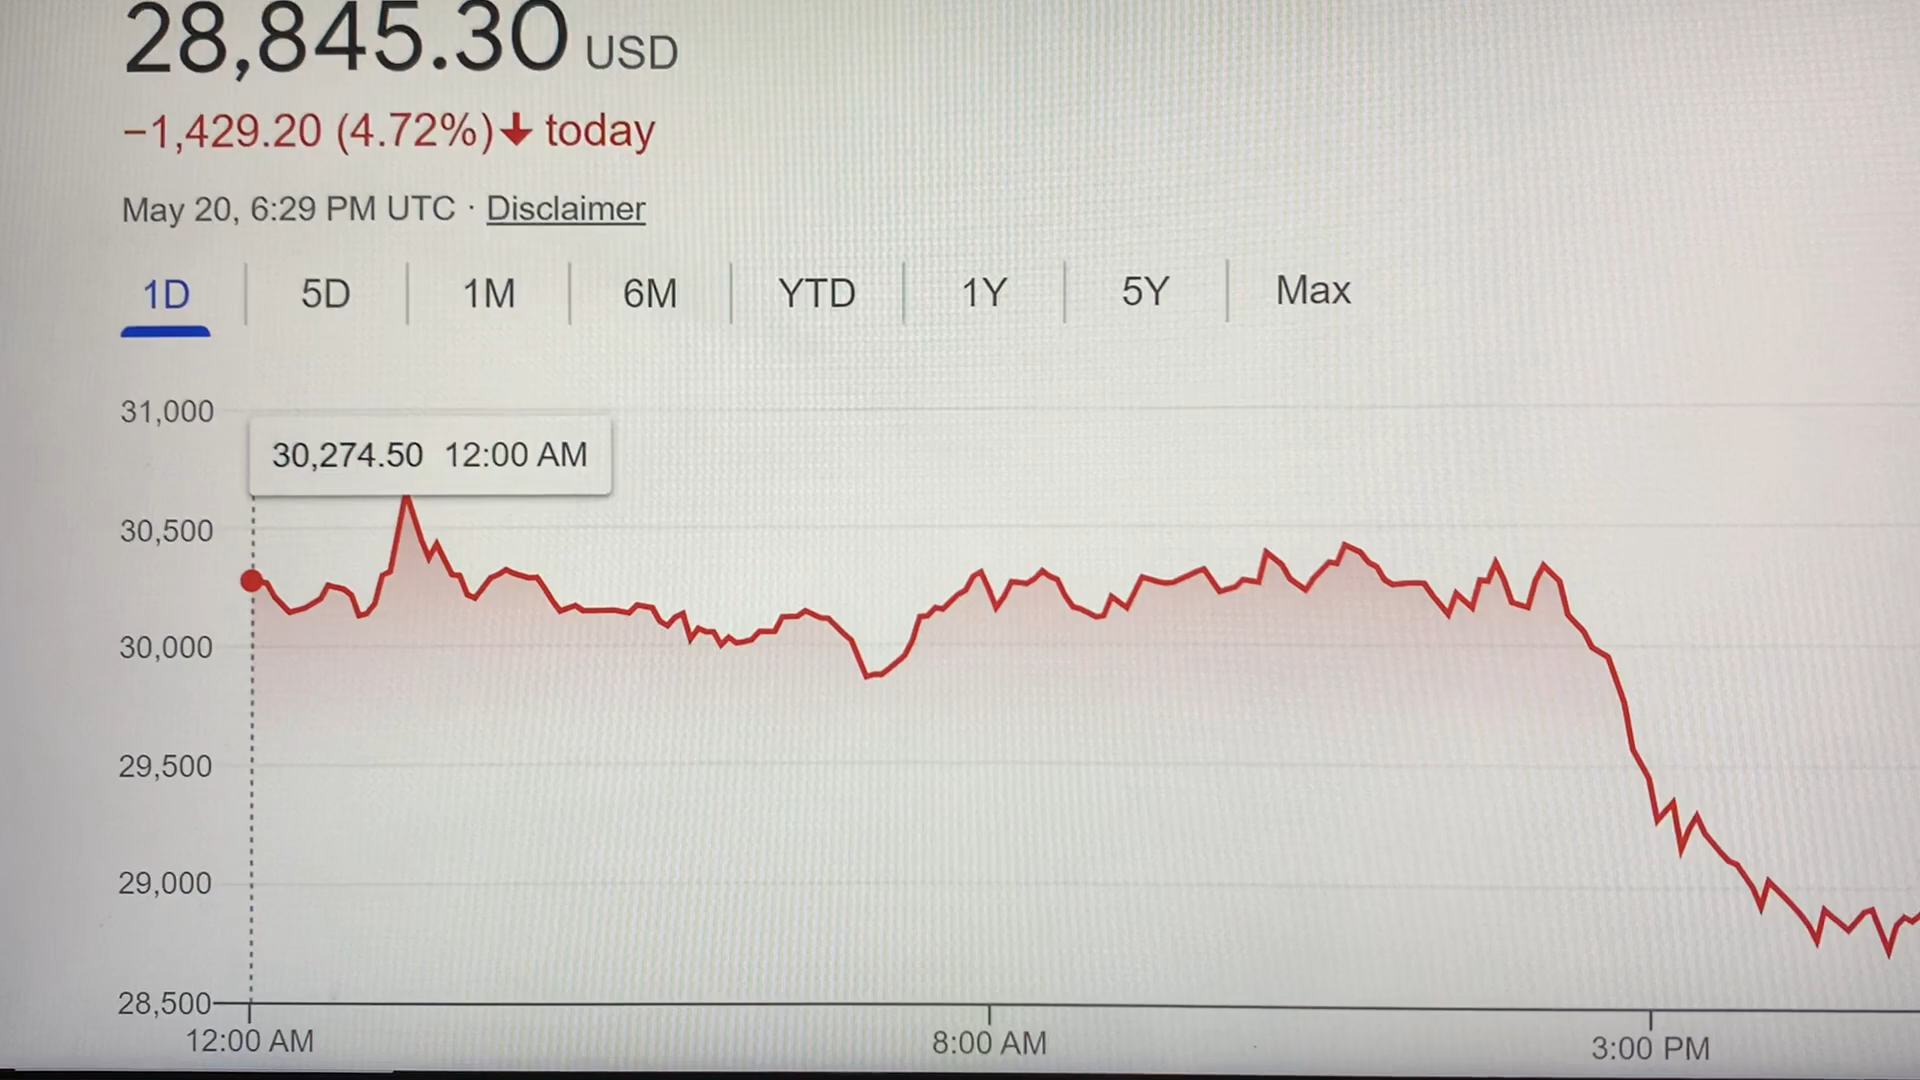 28,845.30 USD
−1,429.20 (4.72%) today
May 20, 6:29 PM UTC · Disclaimer
1D 5D 1M 6M YTD 1Y 5Y Max
31,000
30,274.50 12:00 AM
30,500
30,000
29,500
29,000
28,500
12:00 AM 8:00 AM 3:00 PM